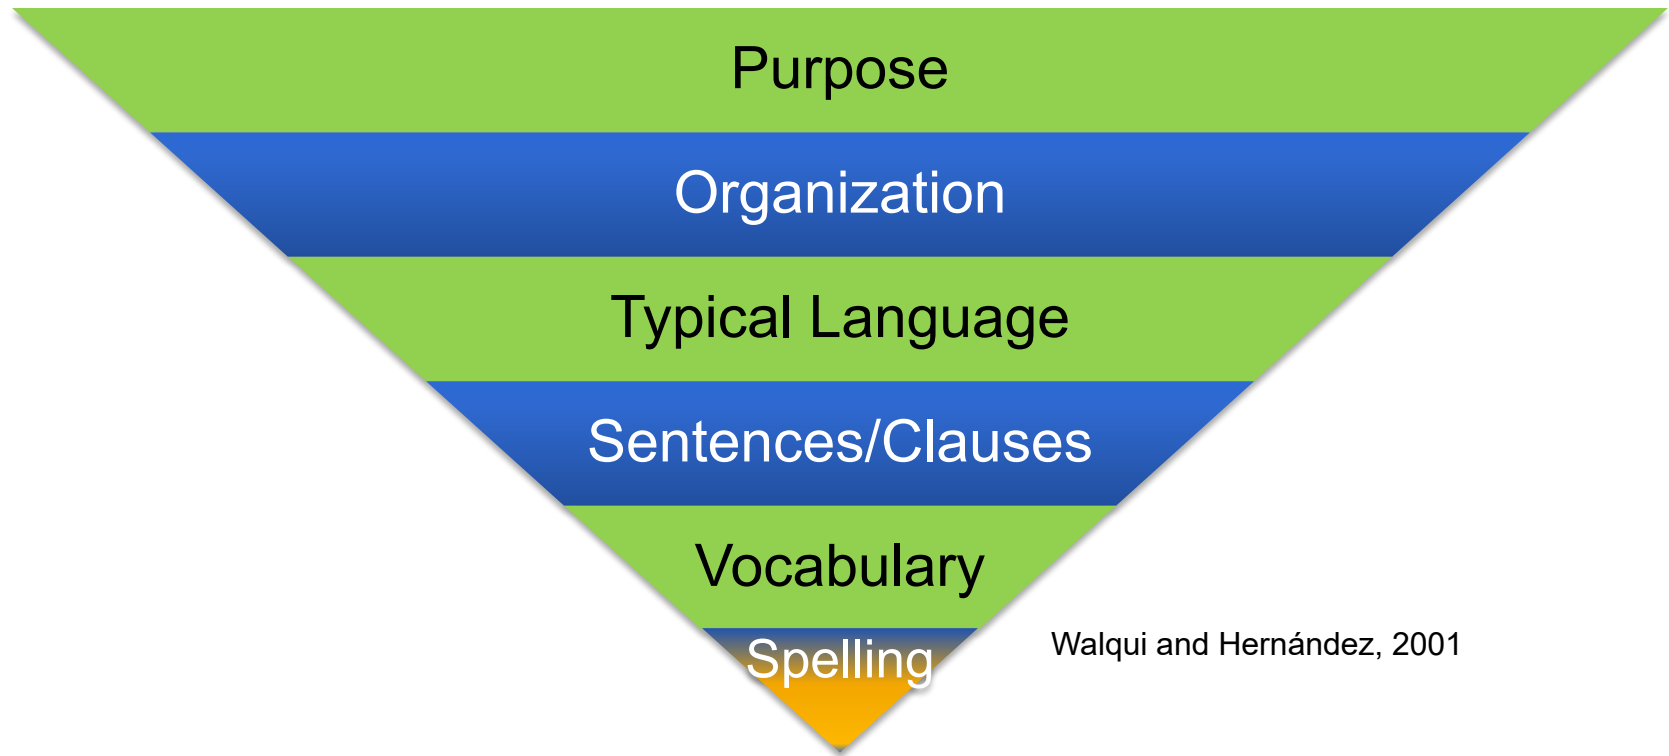 Purpose
Organization
Typical Language
Sentences/Clauses
Vocabulary
Spelling
Walqui and Hernández, 2001